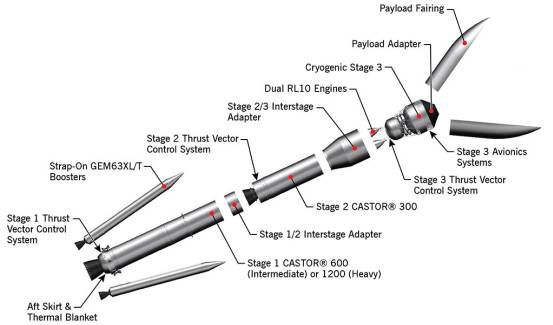 Payload Fairing
Payload Adapter
Cryogenic Stage 3
Dual RL10 Engines
Stage 2/3 Interstage
Adapter
Stage 2 Thrust Vector
Control System
Strap-On GEM63XL/T
Boosters
Stage 1 Thrust
Vector Control
System
Stage 3 Avionics
Systems
Stage 3 Thrust Vector
Control System
Stage 2 CASTOR® 300
Stage 1/2 Interstage Adapter
Stage 1 CASTOR® 600
(Intermediate) or 1200 (Heavy)
Aft Skirt &
Thermal Blanket